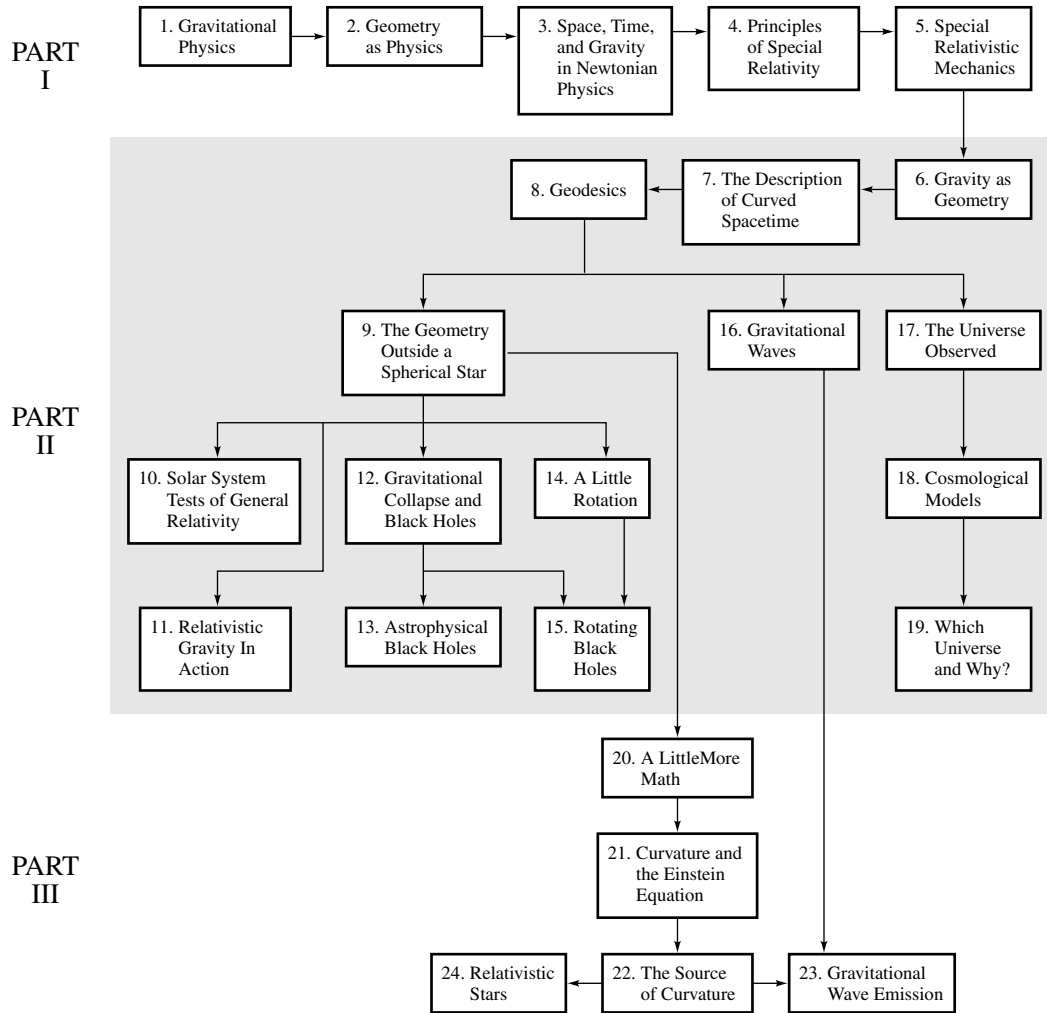 PART
I
1. Gravitational
Physics
2. Geometry
as Physics
3. Space, Time,
and Gravity
in Newtonian
Physics
4. Principles
of Special
Relativity
5. Special
Relativistic
Mechanics
PART
II
8. Geodesics
7. The Description
of Curved
Spacetime
6. Gravity as
Geometry
9. The Geometry
Outside a
Spherical Star
16. Gravitational
Waves
17. The Universe
Observed
10. Solar System
Tests of General
Relativity
12. Gravitational
Collapse and
Black Holes
14. A Little
Rotation
18. Cosmological
Models
11. Relativistic
Gravity In
Action
13. Astrophysical
Black Holes
15. Rotating
Black
Holes
19. Which
Universe
and Why?
PART
III
20. A LittleMore
Math
21. Curvature and
the Einstein
Equation
24. Relativistic
Stars
22. The Source
of Curvature
23. Gravitational
Wave Emission